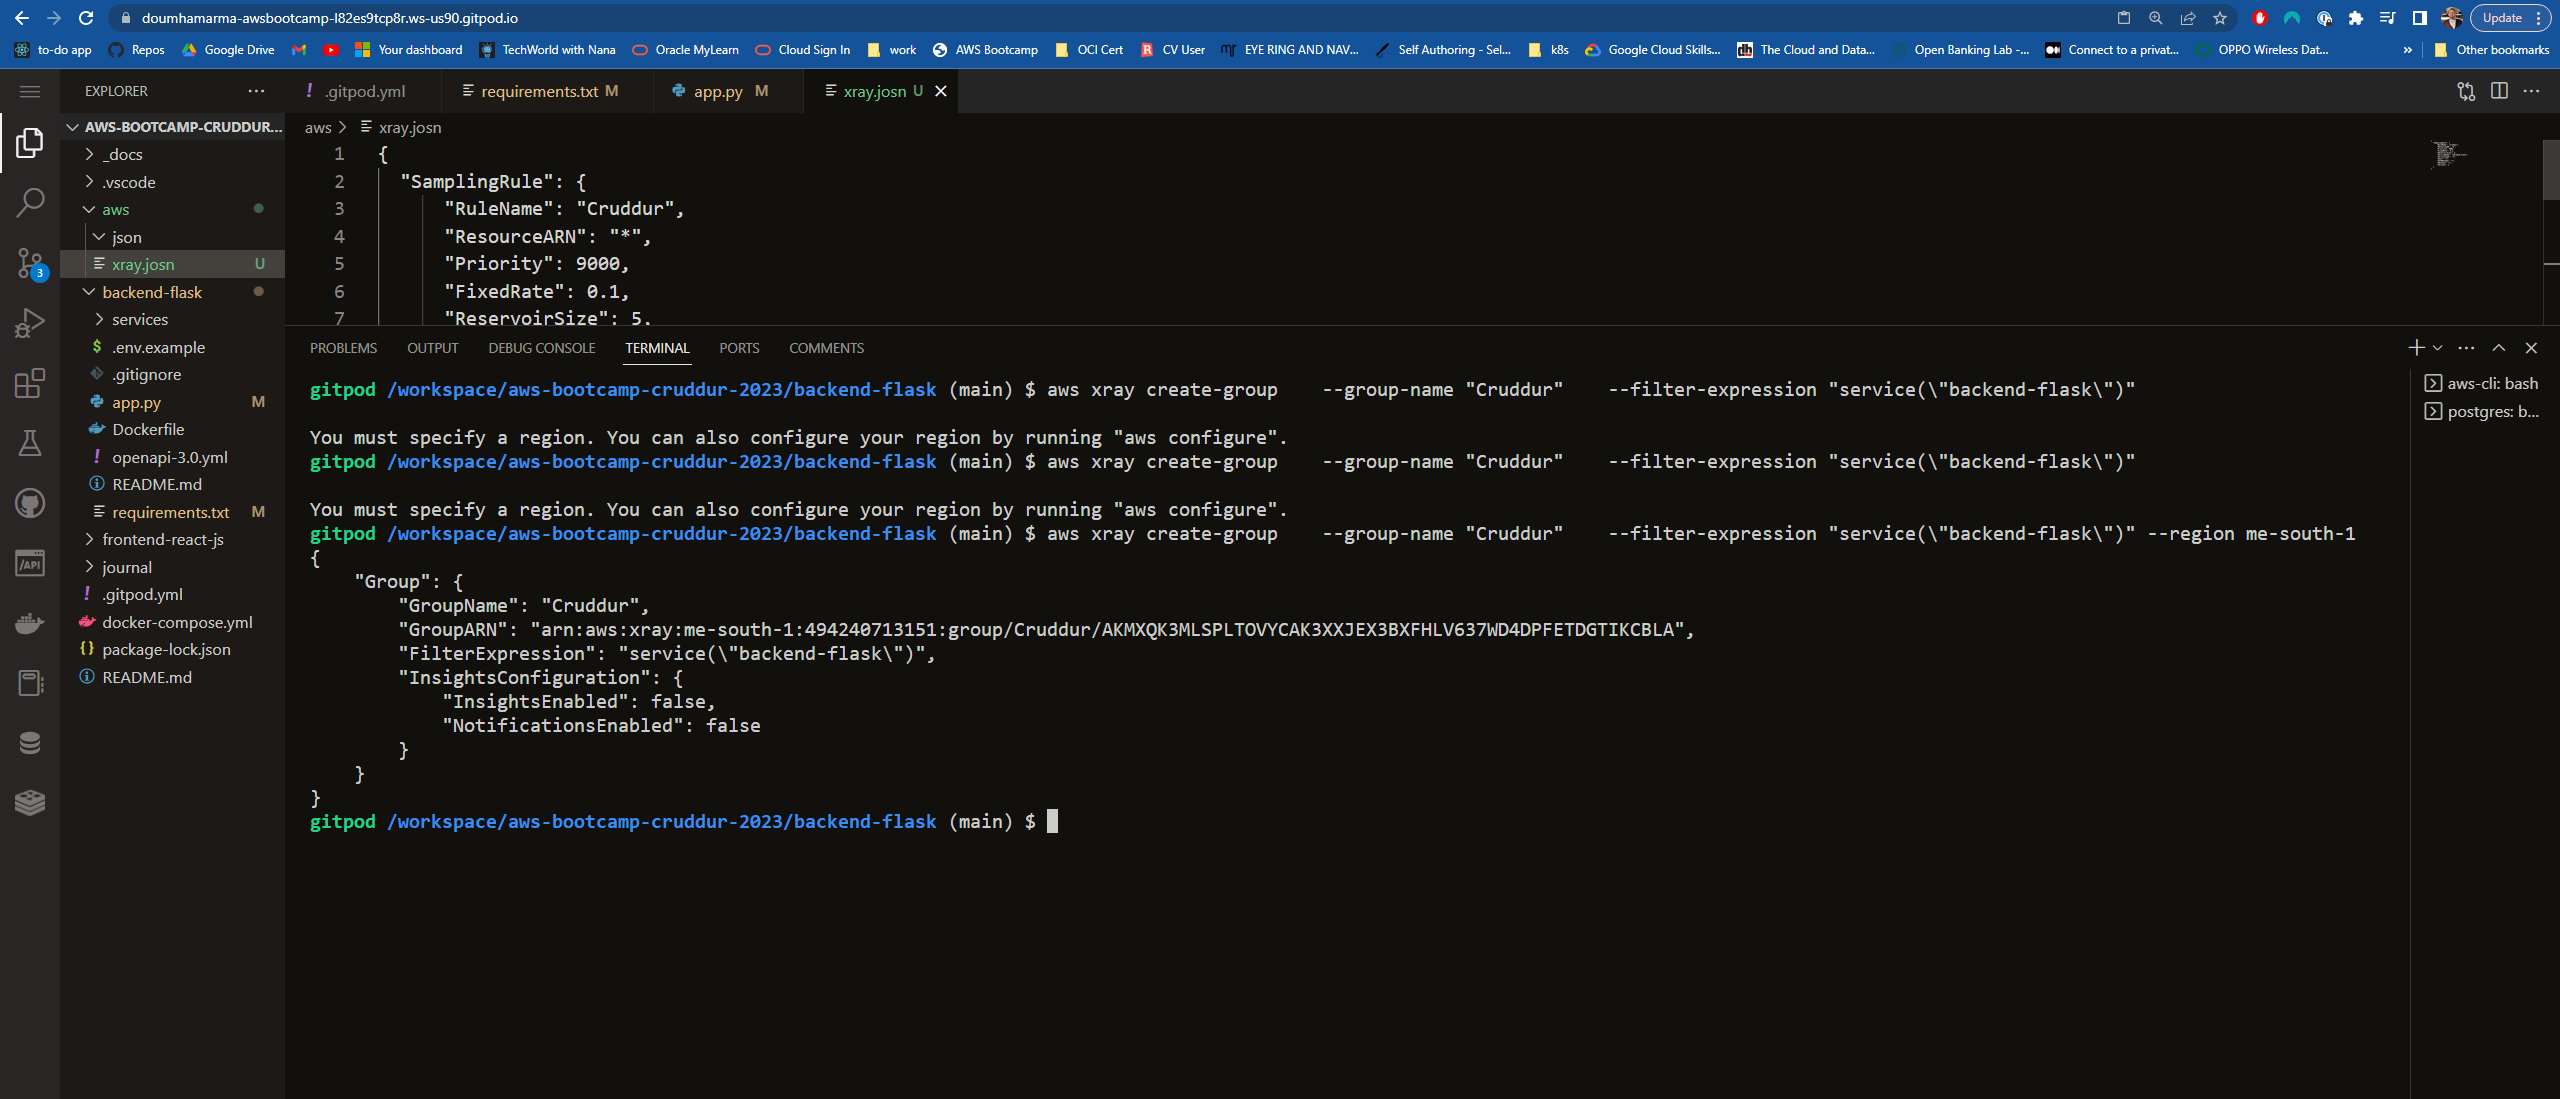 doumhamarma-awsbootcamp-l82es9tcp8r.ws-us90.gitpod.io
Update
to-do app
Repos
Google Drive
Your dashboard
TechWorld with Nana
Oracle MyLearn
Cloud Sign In
work
AWS Bootcamp
OCI Cert
CV User
EYE RING AND NAV...
Self Authoring - Sel...
k8s
Google Cloud Skills...
The Cloud and Data...
Open Banking Lab -...
Connect to a privat...
OPPO Wireless Dat...
»
Other bookmarks
EXPLORER
! .gitpod.yml
requirements.txt M
app.py M
xray.josn U
AWS-BOOTCAMP-CRUDDUR...
_docs
.vscode
aws
json
xray.josn U
backend-flask
services
$ .env.example
.gitignore
app.py M
Dockerfile
! openapi-3.0.yml
README.md
requirements.txt M
frontend-react-js
journal
! .gitpod.yml
docker-compose.yml
{} package-lock.json
README.md
3
/API
aws > xray.josn
1 {
2 "SamplingRule": {
3 "RuleName": "Cruddur",
4 "ResourceARN": "*",
5 "Priority": 9000,
6 "FixedRate": 0.1,
7 "ReservoirSize": 5,
PROBLEMS OUTPUT DEBUG CONSOLE TERMINAL PORTS COMMENTS
gitpod /workspace/aws-bootcamp-cruddur-2023/backend-flask (main) $ aws xray create-group    --group-name "Cruddur"    --filter-expression "service(\"backend-flask\")"
You must specify a region. You can also configure your region by running "aws configure".
gitpod /workspace/aws-bootcamp-cruddur-2023/backend-flask (main) $ aws xray create-group    --group-name "Cruddur"    --filter-expression "service(\"backend-flask\")"
You must specify a region. You can also configure your region by running "aws configure".
gitpod /workspace/aws-bootcamp-cruddur-2023/backend-flask (main) $ aws xray create-group    --group-name "Cruddur"    --filter-expression "service(\"backend-flask\")" --region me-south-1
{
"Group": {
"GroupName": "Cruddur",
"GroupARN": "arn:aws:xray:me-south-1:494240713151:group/Cruddur/AKMXQK3MLSPLTOVYCAK3XXJEX3BXFHLV637WD4DPFETDGTIKCBLA",
"FilterExpression": "service(\"backend-flask\")",
"InsightsConfiguration": {
"InsightsEnabled": false,
"NotificationsEnabled": false
}
}
}
gitpod /workspace/aws-bootcamp-cruddur-2023/backend-flask (main) $
aws-cli: bash
postgres: b...